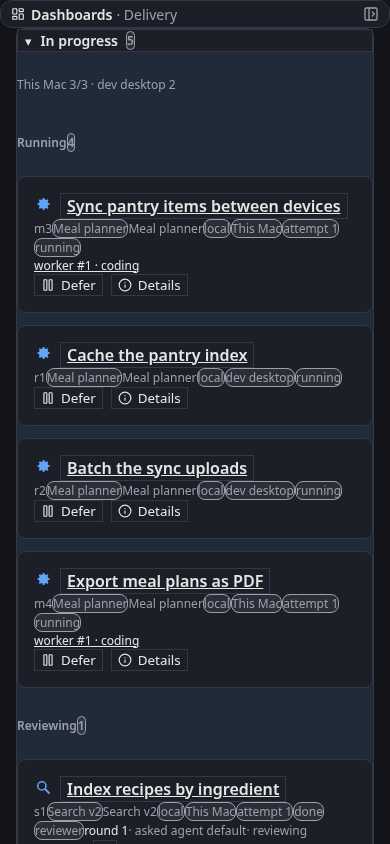 Dashboards · Delivery
▾ In progress 5
This Mac 3/3 · dev desktop 2
Running 4
Sync pantry items between devices
m3 Meal planner Meal planner local This Mac attempt 1
running
worker #1 · coding
Defer Details
Cache the pantry index
r1 Meal planner Meal planner local dev desktop running
Defer Details
Batch the sync uploads
r2 Meal planner Meal planner local dev desktop running
Defer Details
Export meal plans as PDF
m4 Meal planner Meal planner local This Mac attempt 1
running
worker #1 · coding
Defer Details
Reviewing 1
Index recipes by ingredient
s1 Search v2 Search v2 local This Mac attempt 1 done
reviewer round 1 · asked agent default · reviewing